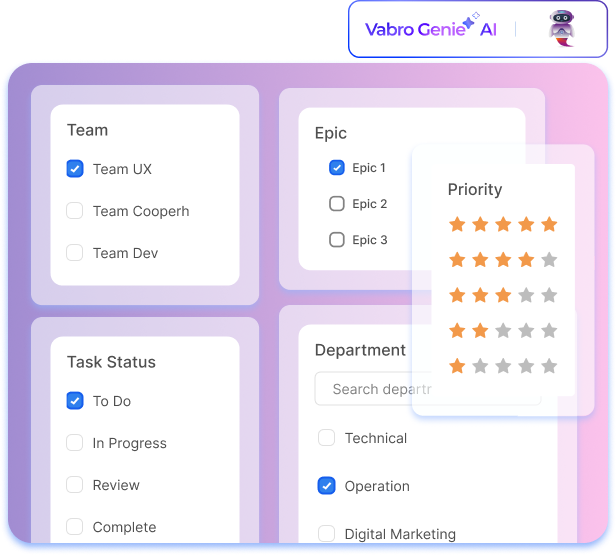 Vabro Genie AI
Team
Team UX
Team Cooperh
Team Dev
Epic
Epic 1
Epic 2
Epic 3
Priority
Task Status
To Do
In Progress
Review
Complete
Department
Search departr
Technical
Operation
Digital Marketing